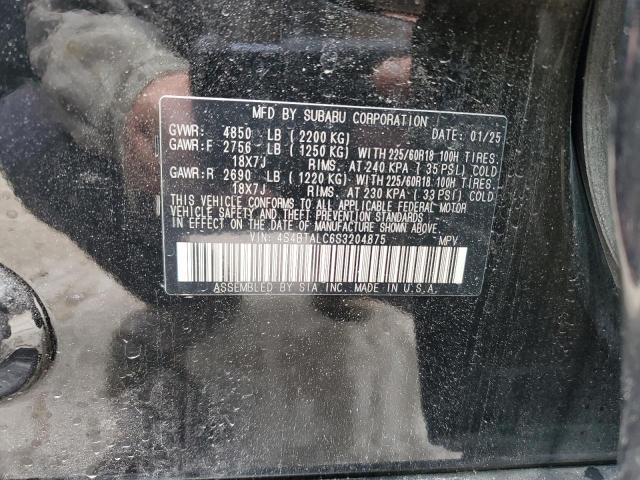 MFD BY SUBARU CORPORATION DATE: 01/25
GVWR: 4850 LB ( 2200 KG)
GAWR:F 2756 LB ( 1250 KG) WITH 225/60R18 100H TIRES.
18X7J RIMS. AT 240 KPA ( 35 PSI) COLD
GAWR:R 2690 LB ( 1220 KG) WITH 225/60R18 100H TIRES.
18X7J RIMS. AT 230 KPA ( 33 PSI) COLD
THIS VEHICLE CONFORMS TO ALL APPLICABLE FEDERAL MOTOR
VEHICLE SAFETY AND THEFT PREVENTION STANDARDS
IN EFFECT ON THE DATE OF MANUFACTURE SHOWN ABOVE.
VIN: 4S4BTALC6S3204875 MPV
ASSEMBLED BY SIA INC. MADE IN U.S.A.